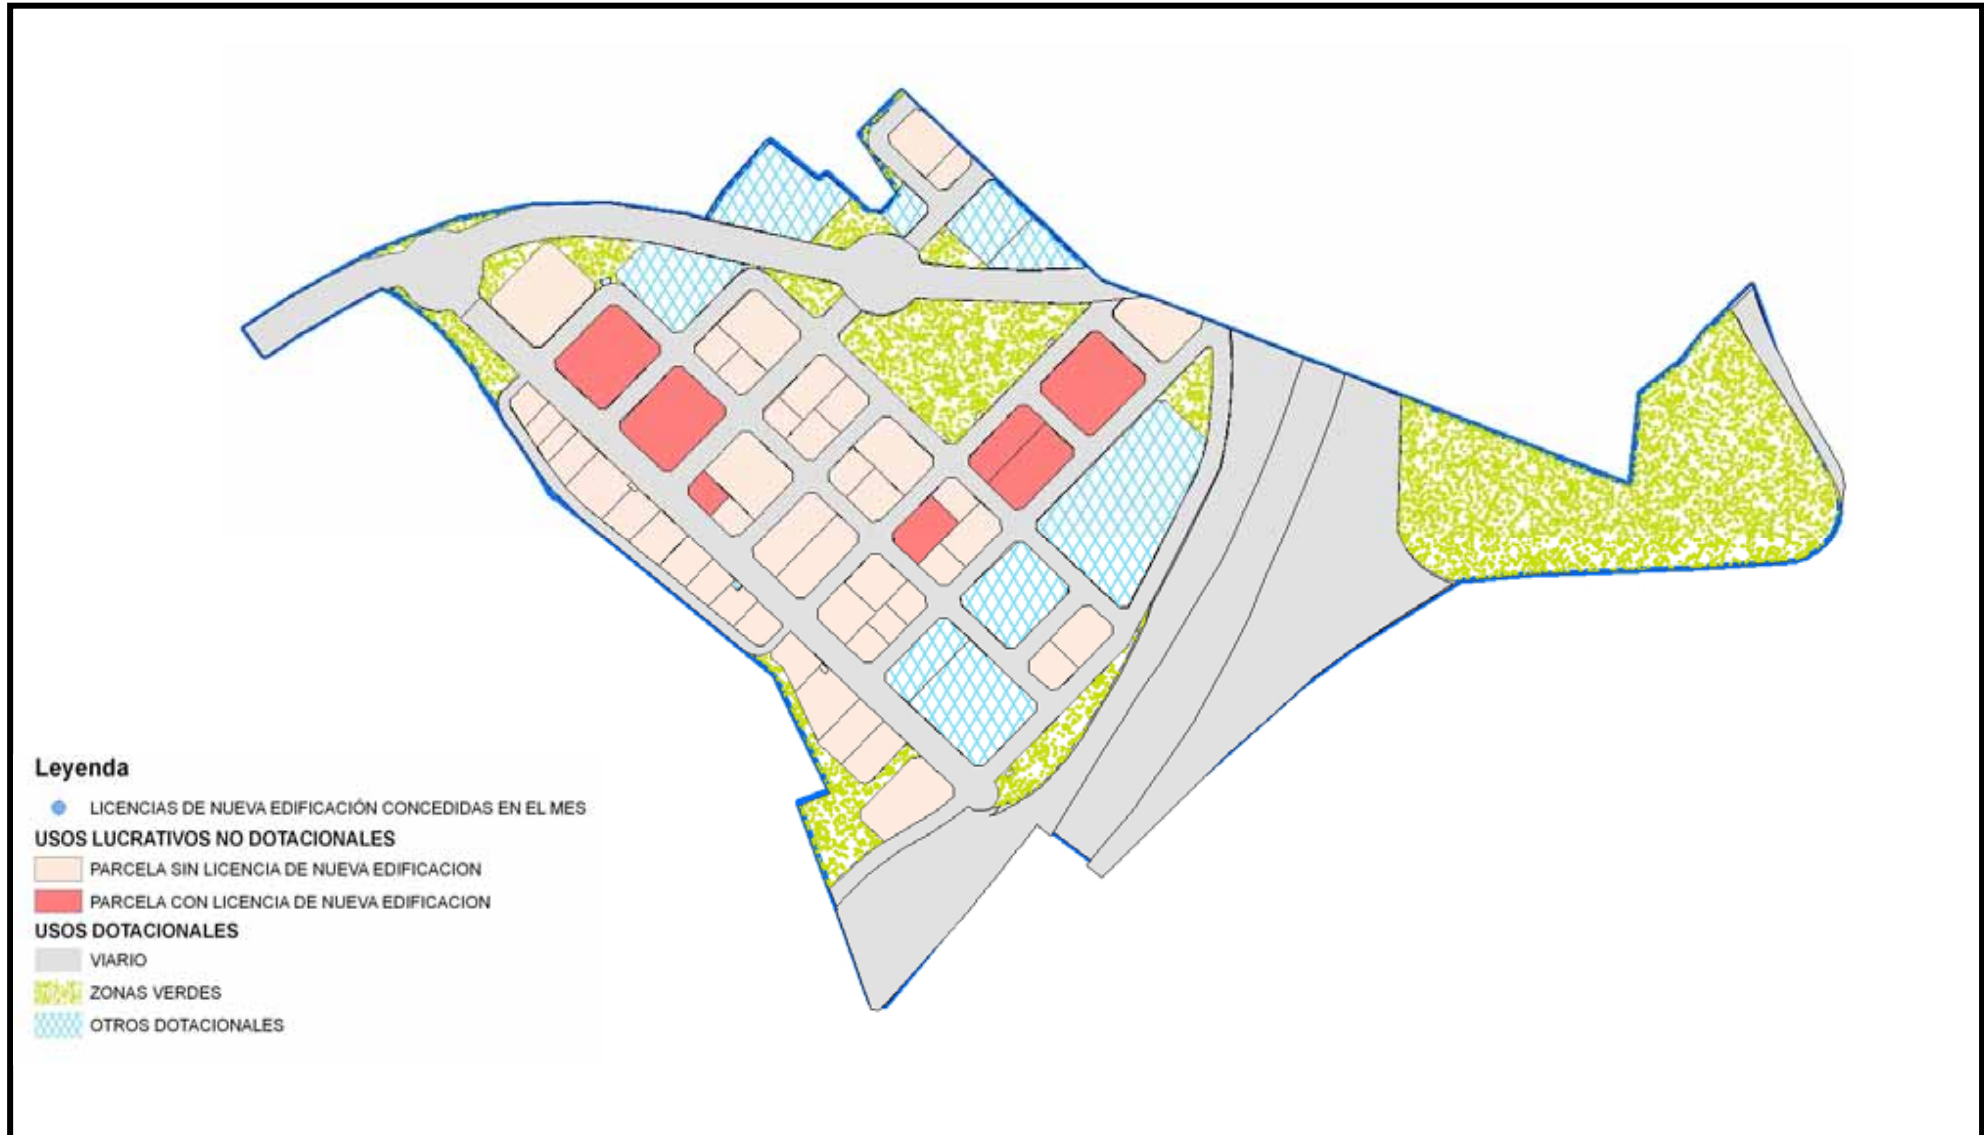 Leyenda
LICENCIAS DE NUEVA EDIFICACIÓN CONCEDIDAS EN EL MES
USOS LUCRATIVOS NO DOTACIONALES
PARCELA SIN LICENCIA DE NUEVA EDIFICACION
PARCELA CON LICENCIA DE NUEVA EDIFICACION
USOS DOTACIONALES
VIARIO
ZONAS VERDES
OTROS DOTACIONALES